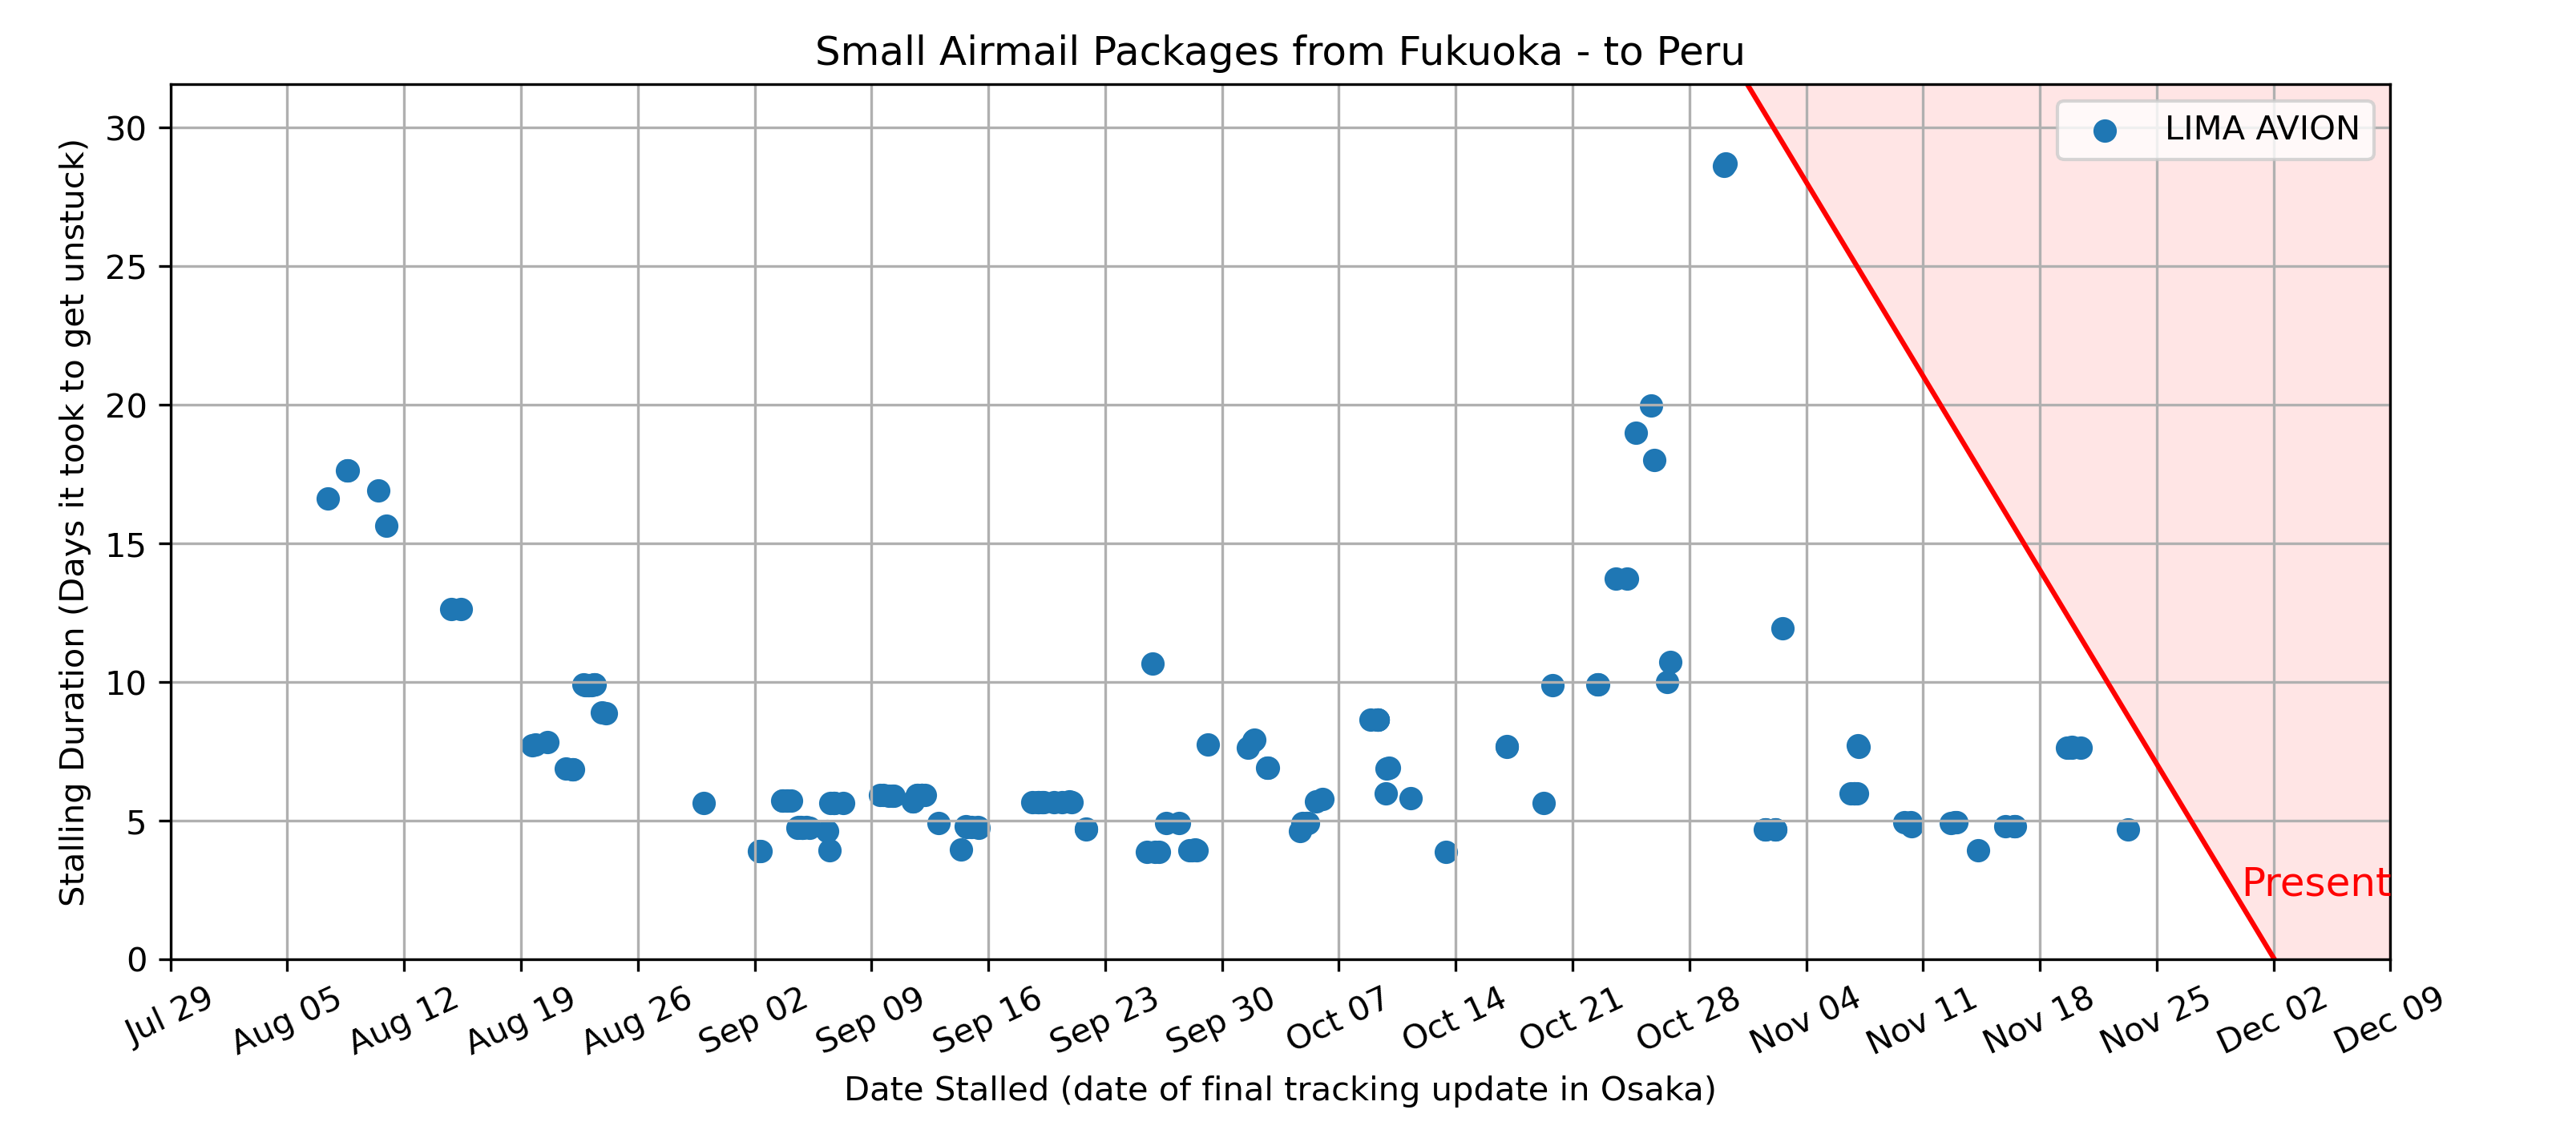 Small Airmail Packages from Fukuoka - to Peru
LIMA AVION
Stalling Duration (Days it took to get unstuck)
30
25
20
15
10
5
0
Present
Jul 29
Aug 05
Aug 12
Aug 19
Aug 26
Sep 02
Sep 09
Sep 16
Sep 23
Sep 30
Oct 07
Oct 14
Oct 21
Oct 28
Nov 04
Nov 11
Nov 18
Nov 25
Dec 02
Dec 09
Date Stalled (date of final tracking update in Osaka)